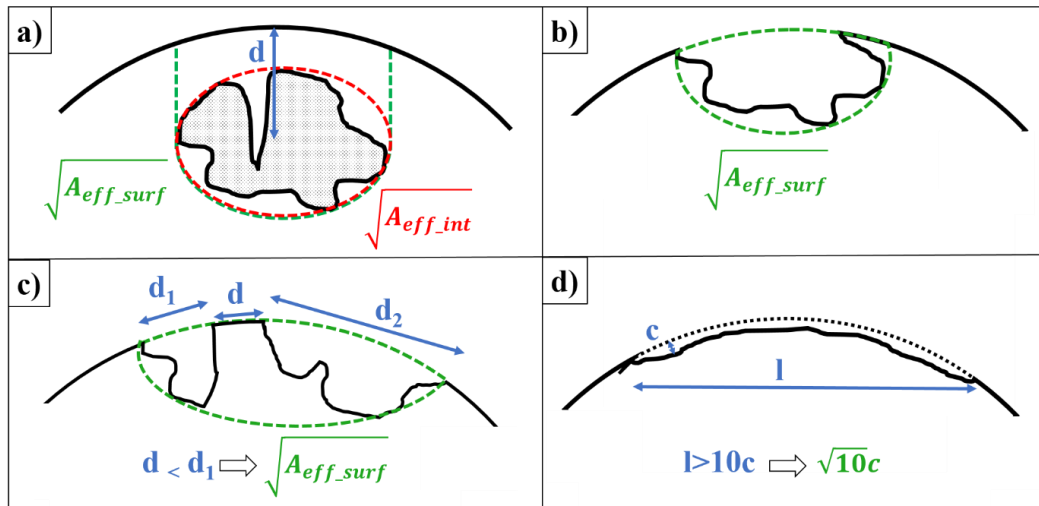 a)
d
√A_eff_surf
√A_eff_int
b)
√A_eff_surf
c)
d₁
d
d₂
d < d₁ ⇨ √A_eff_surf
d)
c
l
l>10c ⇨ √10c